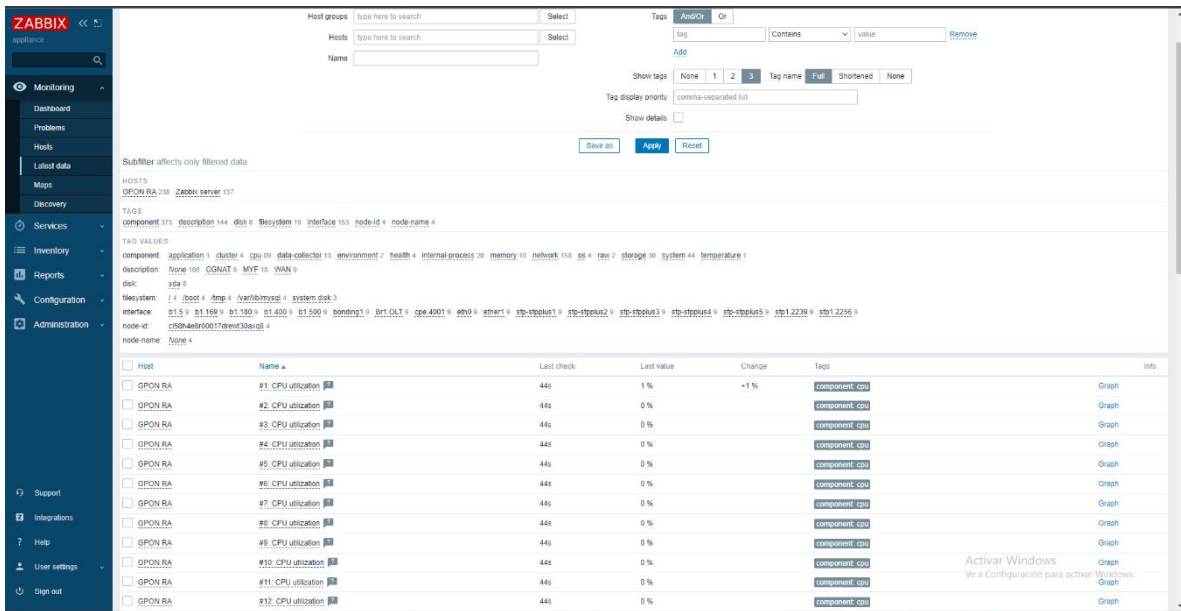 ZABBIX
appliance
Monitoring
Dashboard
Problems
Hosts
Latest data
Maps
Discovery
Services
Inventory
Reports
Configuration
Administration
Support
Integrations
Help
User settings
Sign out
Host groups type here to search Select
Hosts type here to search Select
Name
Tags And/Or Or
tag Contains value Remove
Add
Show tags None 1 2 3 Tag name Full Shortened None
Tag display priority comma-separated list
Show details
Save as Apply Reset
Subfilter affects only filtered data
HOSTS
GPON RA 238 Zabbix server 137
TAGS
component 375 description 144 disk 8 filesystem 19 interface 153 node-id 4 node-name 4
TAG VALUES
component: application 1 cluster 4 cpu 89 data-collector 13 environment 2 health 4 internal-process 26 memory 10 network 158 os 4 raw 2 storage 30 system 44 temperature 1
description: None 108 CGNAT 9 MYF 18 WAN 9
disk: sda 8
filesystem: / 4 /boot 4 /tmp 4 /var/lib/mysql 4 system disk 3
interface: b1.5 9 b1.169 9 b1.180 9 b1.400 9 b1.500 9 bonding1 9 Br1.OLT 9 cpe.4001 9 eth0 9 ether1 9 sfp-sfpplus1 9 sfp-sfpplus2 9 sfp-sfpplus3 9 sfp-sfpplus4 9 sfp-sfpplus5 9 sfp1.2239 9 sfp1.2256 9
node-id: 4
node-name: None 4
Host Name Last check Last value Change Tags Info
GPON RA #1: CPU utilization ? 44s 1 % +1 % component: cpu Graph
GPON RA #2: CPU utilization ? 44s 0 % component: cpu Graph
GPON RA #3: CPU utilization ? 44s 0 % component: cpu Graph
GPON RA #4: CPU utilization ? 44s 0 % component: cpu Graph
GPON RA #5: CPU utilization ? 44s 0 % component: cpu Graph
GPON RA #6: CPU utilization ? 44s 0 % component: cpu Graph
GPON RA #7: CPU utilization ? 44s 0 % component: cpu Graph
GPON RA #8: CPU utilization ? 44s 0 % component: cpu Graph
GPON RA #9: CPU utilization ? 44s 0 % component: cpu Graph
GPON RA #10: CPU utilization ? 44s 0 % component: cpu Graph
GPON RA #11: CPU utilization ? 44s 0 % component: cpu Graph
GPON RA #12: CPU utilization ? 44s 0 % component: cpu Graph
Activar Windows
Ve a Configuración para activar Windows.